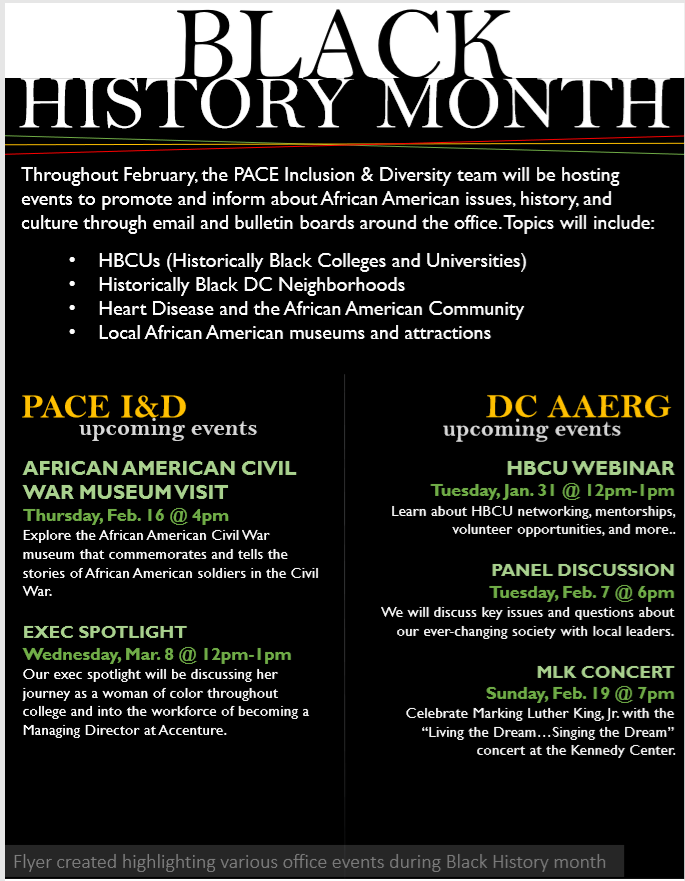 BLACK
HISTORY MONTH
Throughout February, the PACE Inclusion & Diversity team will be hosting
events to promote and inform about African American issues, history, and
culture through email and bulletin boards around the office. Topics will include:
• HBCUs (Historically Black Colleges and Universities)
• Historically Black DC Neighborhoods
• Heart Disease and the African American Community
• Local African American museums and attractions
PACE I&D
upcoming events
AFRICAN AMERICAN CIVIL
WAR MUSEUM VISIT
Thursday, Feb. 16 @ 4pm
Explore the African American Civil War
museum that commemorates and tells the
stories of African American soldiers in the Civil
War.
EXEC SPOTLIGHT
Wednesday, Mar. 8 @ 12pm-1pm
Our exec spotlight will be discussing her
journey as a woman of color throughout
college and into the workforce of becoming a
Managing Director at Accenture.
DC AAERG
upcoming events
HBCU WEBINAR
Tuesday, Jan. 31 @ 12pm-1pm
Learn about HBCU networking, mentorships,
volunteer opportunities, and more..
PANEL DISCUSSION
Tuesday, Feb. 7 @ 6pm
We will discuss key issues and questions about
our ever-changing society with local leaders.
MLK CONCERT
Sunday, Feb. 19 @ 7pm
Celebrate Marking Luther King, Jr. with the
“Living the Dream…Singing the Dream”
concert at the Kennedy Center.
Flyer created highlighting various office events during Black History month